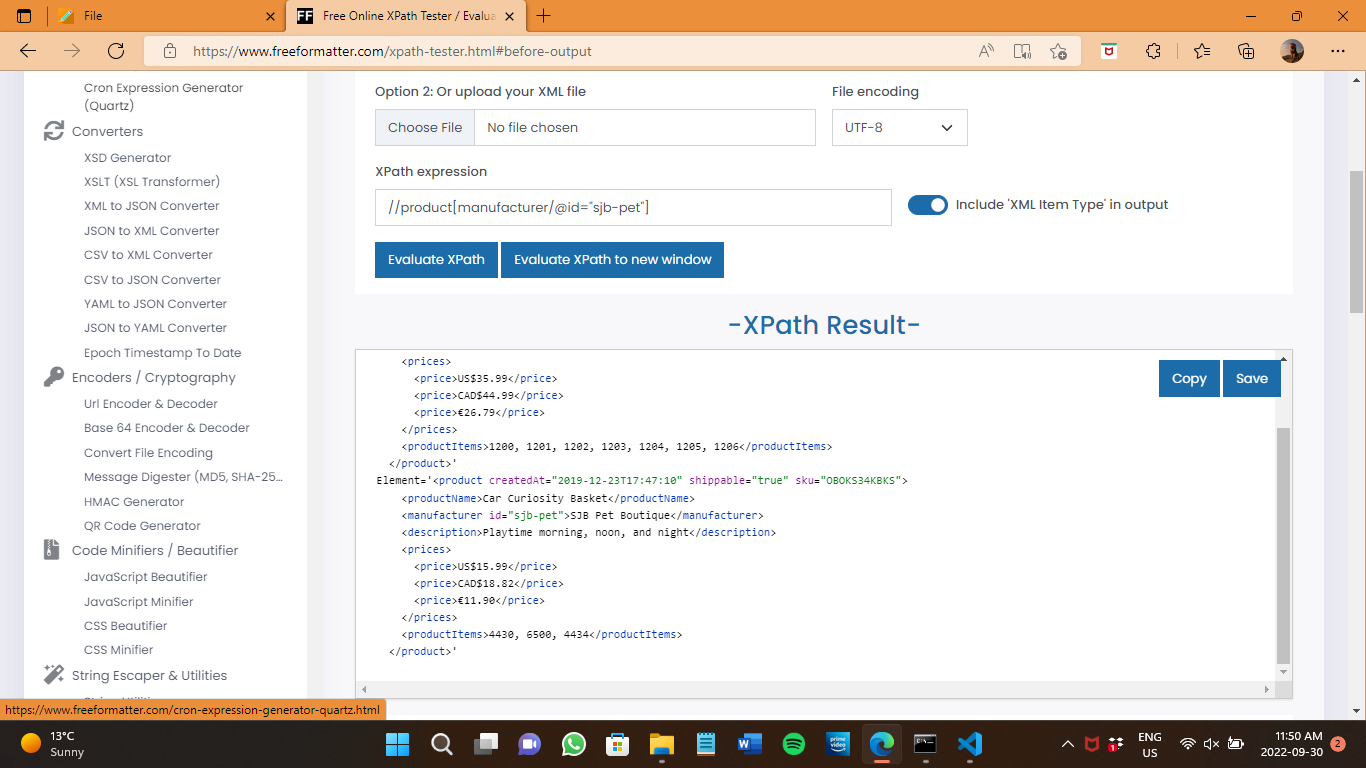 File
FF Free Online XPath Tester / Evalua
https://www.freeformatter.com/xpath-tester.html#before-output
Cron Expression Generator
(Quartz)
Converters
XSD Generator
XSLT (XSL Transformer)
XML to JSON Converter
JSON to XML Converter
CSV to XML Converter
CSV to JSON Converter
YAML to JSON Converter
JSON to YAML Converter
Epoch Timestamp To Date
Encoders / Cryptography
Url Encoder & Decoder
Base 64 Encoder & Decoder
Convert File Encoding
Message Digester (MD5, SHA-25...
HMAC Generator
QR Code Generator
Code Minifiers / Beautifier
JavaScript Beautifier
JavaScript Minifier
CSS Beautifier
CSS Minifier
String Escaper & Utilities
https://www.freeformatter.com/cron-expression-generator-quartz.html
Option 2: Or upload your XML file
File encoding
Choose File No file chosen
UTF-8
XPath expression
//product[manufacturer/@id="sjb-pet"]
Include 'XML Item Type' in output
Evaluate XPath
Evaluate XPath to new window
-XPath Result-
Copy Save
<prices>
<price>US$35.99</price>
<price>CAD$44.99</price>
<price>€26.79</price>
</prices>
<productItems>1200, 1201, 1202, 1203, 1204, 1205, 1206</productItems>
</product>'
Element='<product createdAt="2019-12-23T17:47:10" shippable="true" sku="OBOKS34KBKS">
<productName>Car Curiosity Basket</productName>
<manufacturer id="sjb-pet">SJB Pet Boutique</manufacturer>
<description>Playtime morning, noon, and night</description>
<prices>
<price>US$15.99</price>
<price>CAD$18.82</price>
<price>€11.90</price>
</prices>
<productItems>4430, 6500, 4434</productItems>
</product>'
13°C
Sunny
prime video
ENG
US
11:50 AM
2022-09-30
2